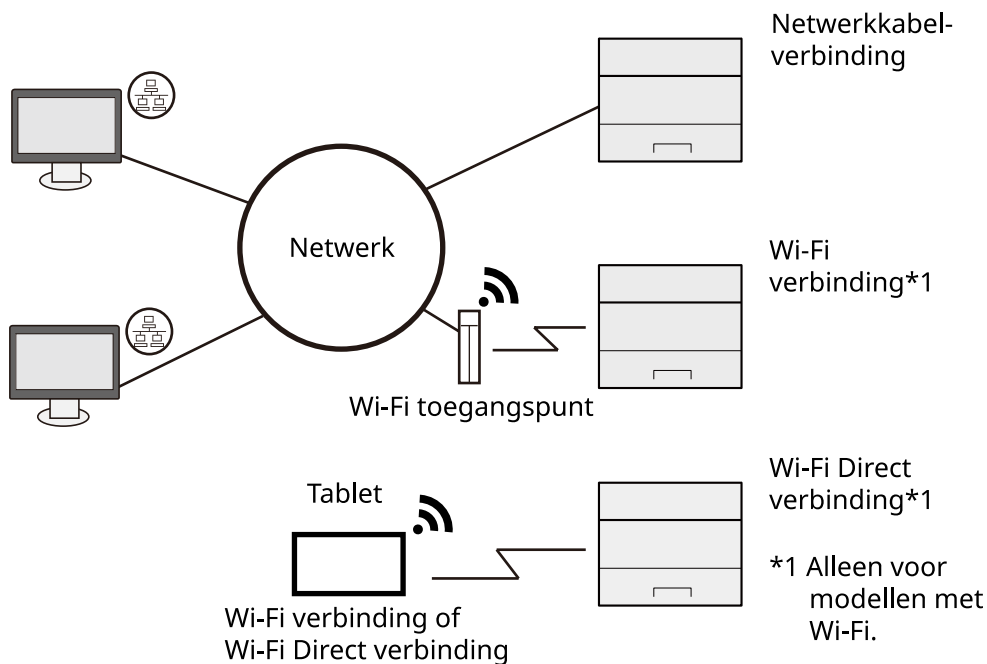 Netwerkkabel-
verbinding
Netwerk
Wi-Fi
verbinding*1
Wi-Fi toegangspunt
Tablet
Wi-Fi Direct
verbinding*1
*1 Alleen voor
modellen met
Wi-Fi.
Wi-Fi verbinding of
Wi-Fi Direct verbinding